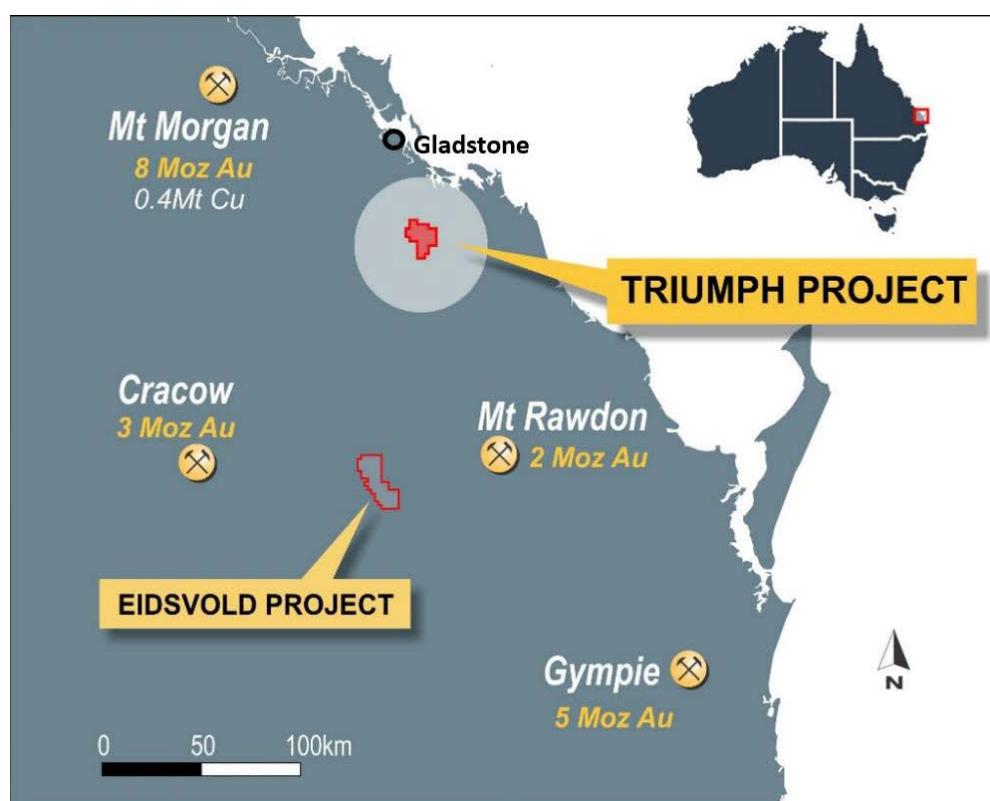 Mt Morgan
8 Moz Au
0.4Mt Cu
Gladstone
TRIUMPH PROJECT
Cracow
3 Moz Au
Mt Rawdon
2 Moz Au
EIDSVOLD PROJECT
Gympie
5 Moz Au
N
0 50 100km